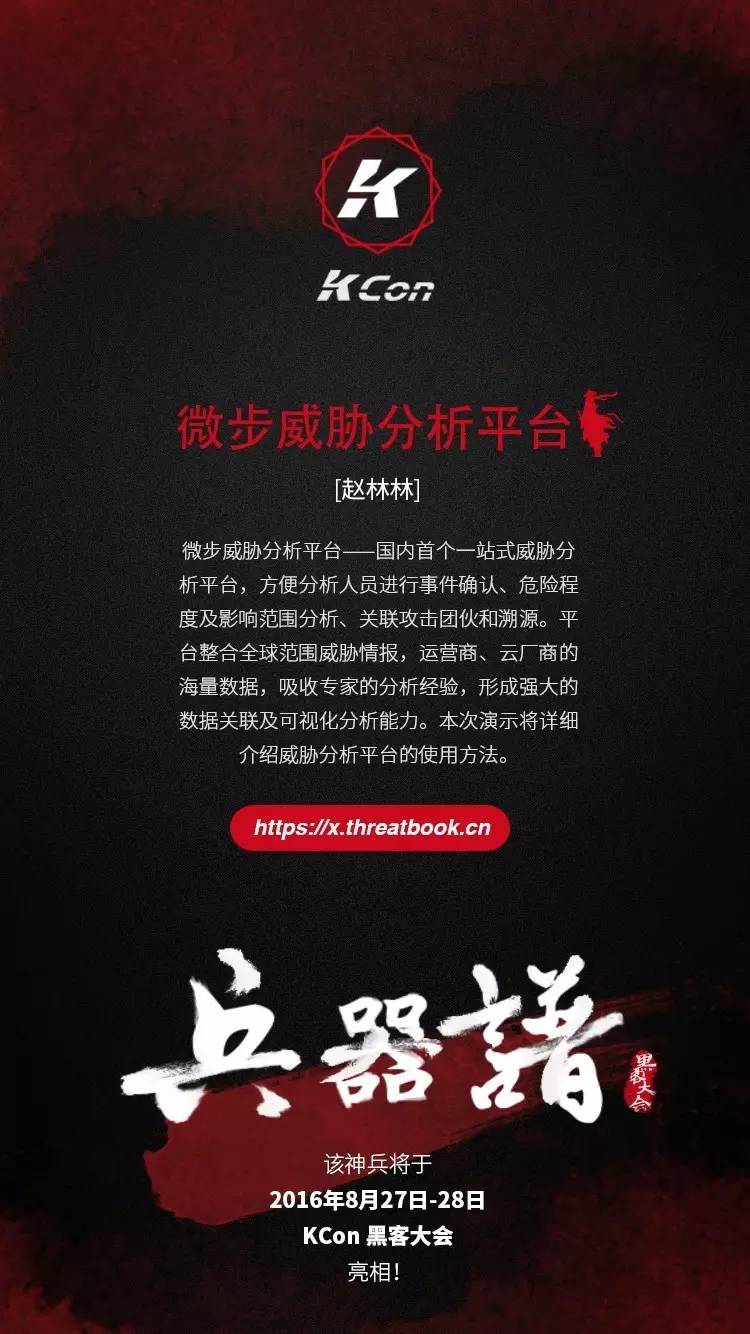 K
KCon
微步威胁分析平台
[赵林林]
微步威胁分析平台——国内首个一站式威胁分
析平台，方便分析人员进行事件确认、危险程
度及影响范围分析、关联攻击团伙和溯源。平
台整合全球范围威胁情报，运营商、云厂商的
海量数据，吸收专家的分析经验，形成强大的
数据关联及可视化分析能力。本次演示将详细
介绍威胁分析平台的使用方法。
https://x.threatbook.cn
兵器譜
黑客大会
该神兵将于
2016年8月27日-28日
KCon 黑客大会
亮相！